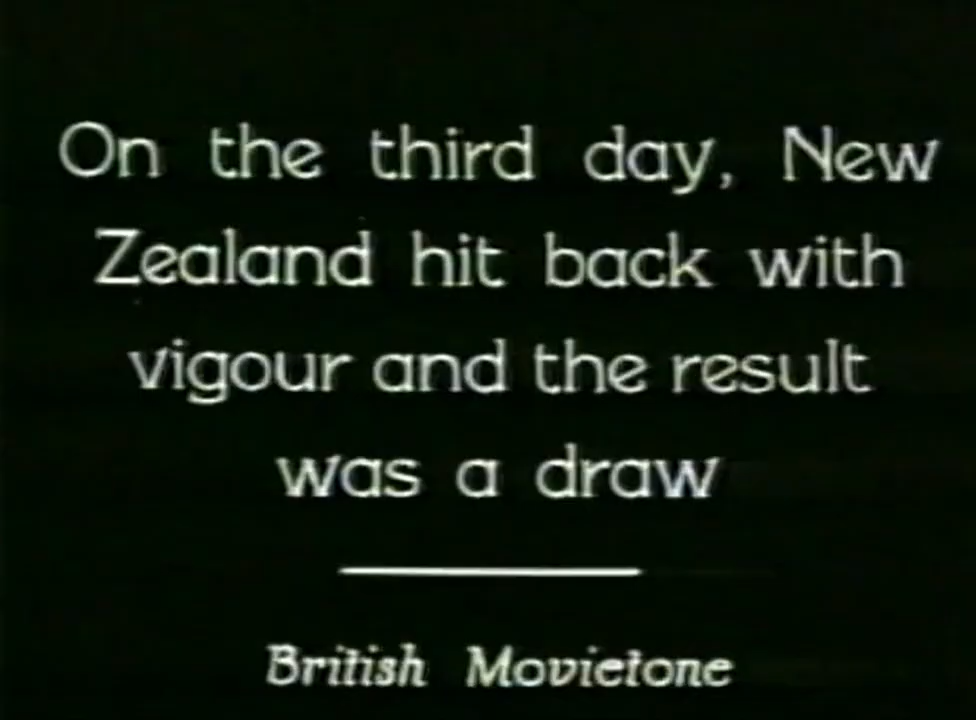 On the third day, New
Zealand hit back with
vigour and the result
was a draw
British Movietone